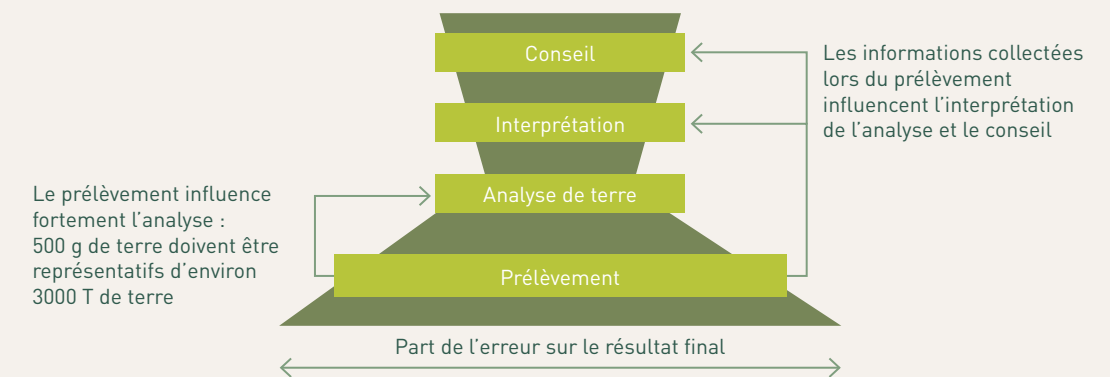 Conseil
Interprétation
Analyse de terre
Prélèvement
Les informations collectées
lors du prélèvement
influencent l’interprétation
de l’analyse et le conseil
Le prélèvement influence
fortement l’analyse :
500 g de terre doivent être
représentatifs d’environ
3000 T de terre
Part de l’erreur sur le résultat final